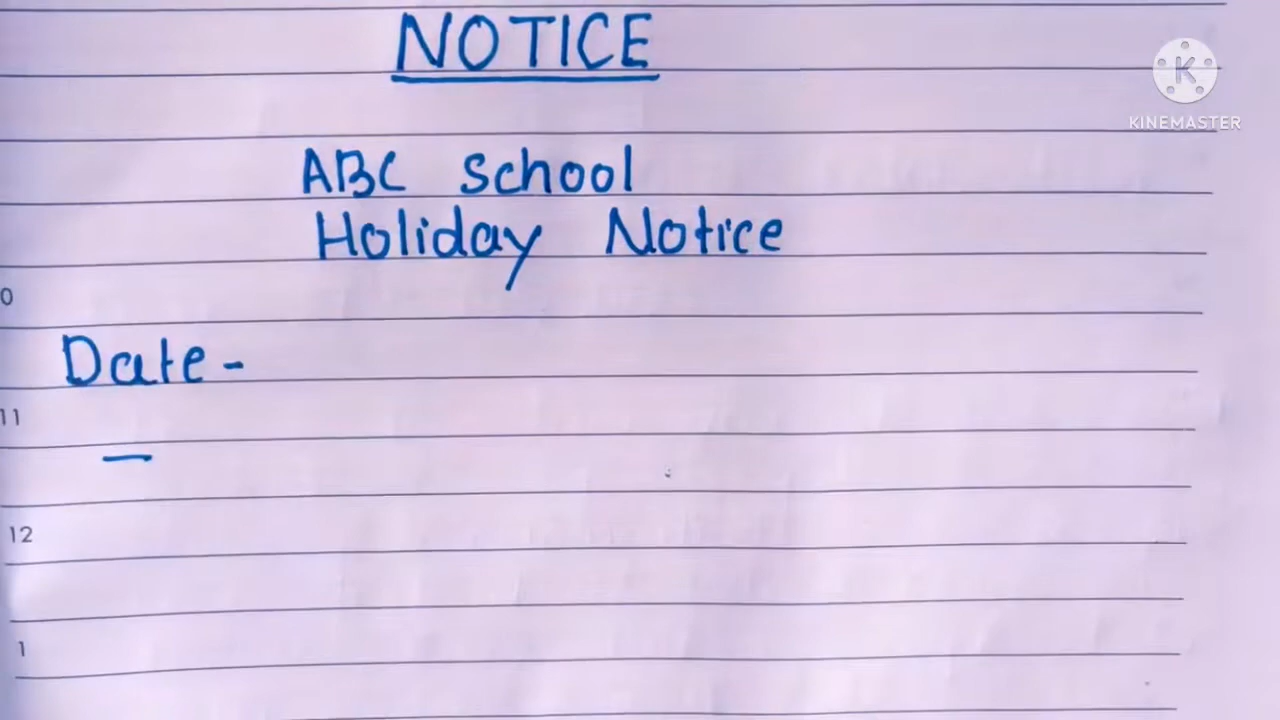 NOTICE
KINEMASTER
ABC School
Holiday Notice
0
Date -
11
12
1